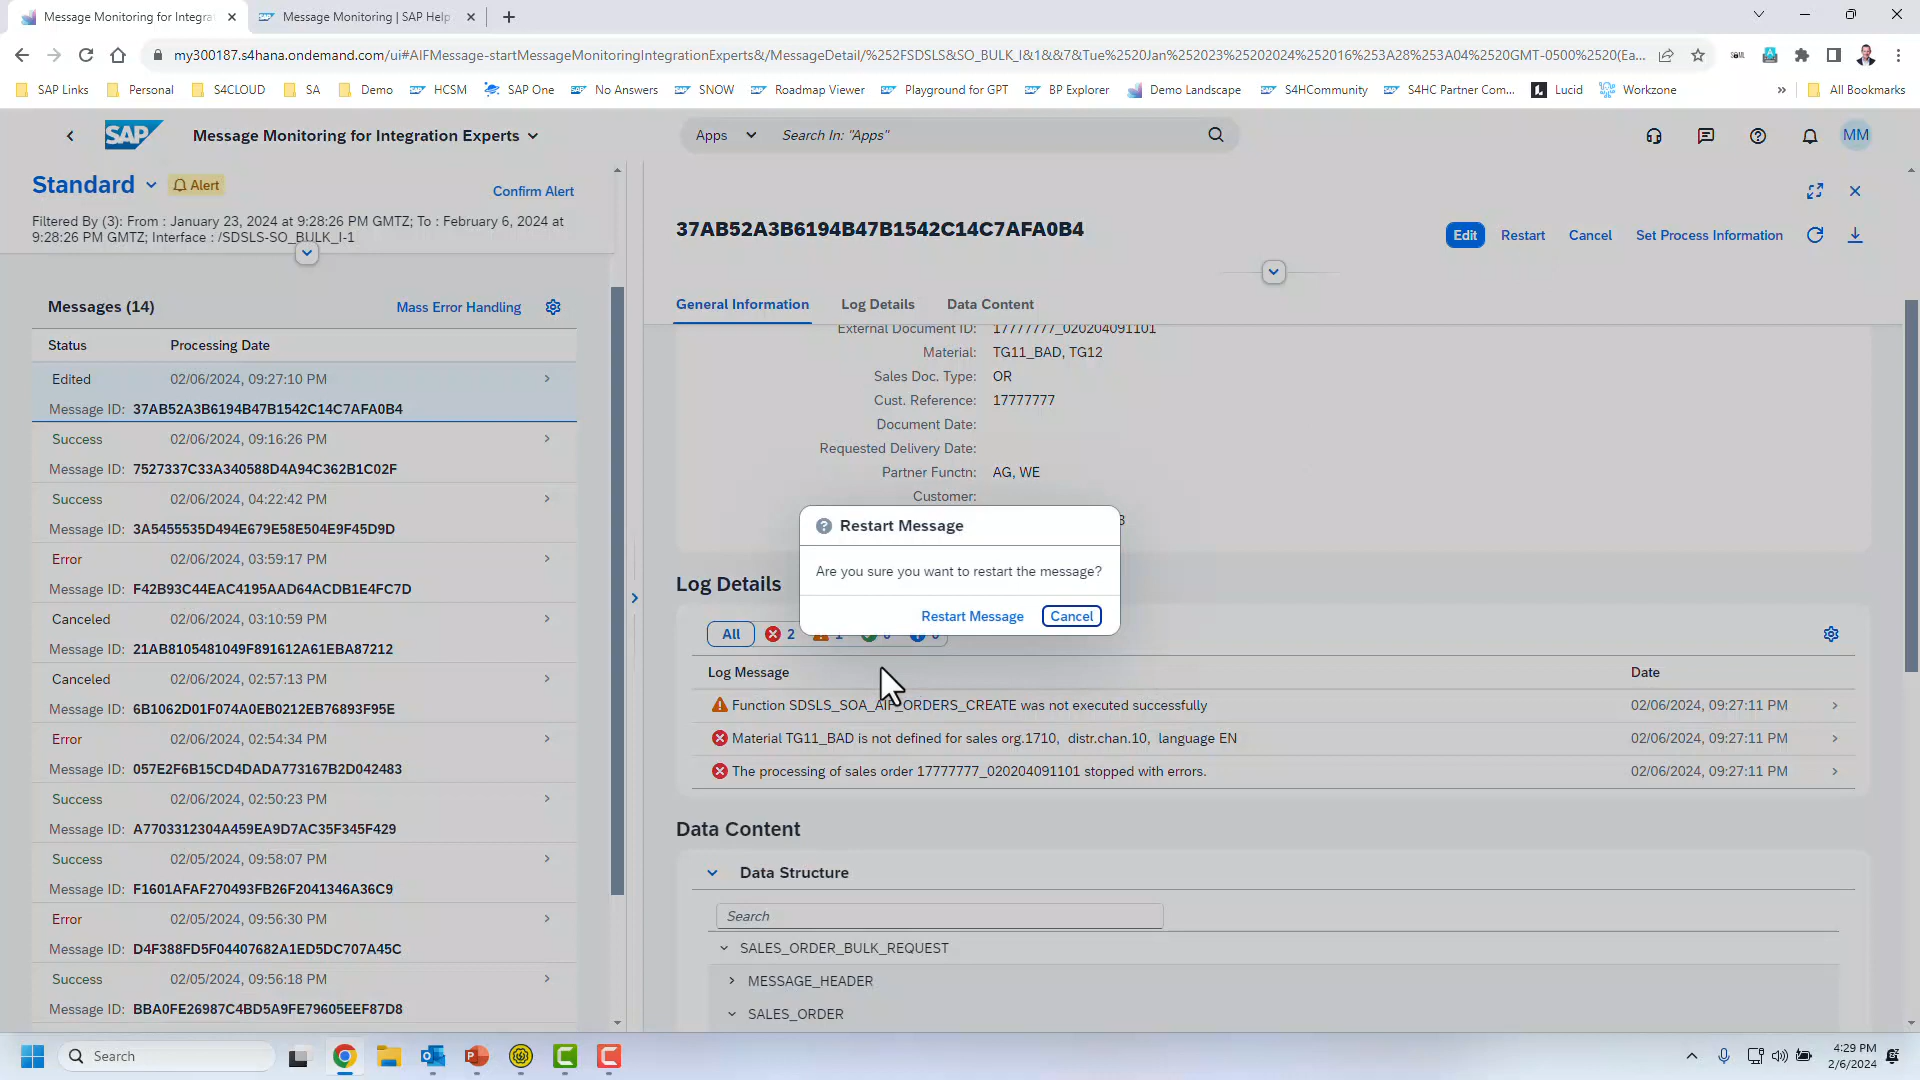 Message Monitoring for Integra
Message Monitoring | SAP Help
my300187.s4hana.ondemand.com/ui#AIFMessage-startMessageMonitoringIntegrationExperts&/MessageDetail/%252FSDSLS&SO_BULK_I&1&&7&Tue%2520Jan%252023%25202024%252016%253A28%253A04%2520GMT-0500%2520(Ea...
SAP Links
Personal
S4CLOUD
SA
Demo
HCSM
SAP One
No Answers
SNOW
Roadmap Viewer
Playground for GPT
BP Explorer
Demo Landscape
S4HCommunity
S4HC Partner Com...
Lucid
Workzone
All Bookmarks
SAP
Message Monitoring for Integration Experts
Apps
Search In: "Apps"
MM
Standard
Alert
Confirm Alert
Filtered By (3): From : January 23, 2024 at 9:28:26 PM GMTZ; To : February 6, 2024 at
9:28:26 PM GMTZ; Interface : /SDSLS-SO_BULK_I-1
Messages (14)
Mass Error Handling
Status
Processing Date
Edited
02/06/2024, 09:27:10 PM
Message ID: 37AB52A3B6194B47B1542C14C7AFA0B4
Success
02/06/2024, 09:16:26 PM
Message ID: 7527337C33A340588D4A94C362B1C02F
Success
02/06/2024, 04:22:42 PM
Message ID: 3A5455535D494E679E58E504E9F45D9D
Error
02/06/2024, 03:59:17 PM
Message ID: F42B93C44EAC4195AAD64ACDB1E4FC7D
Canceled
02/06/2024, 03:10:59 PM
Message ID: 21AB8105481049F891612A61EBA87212
Canceled
02/06/2024, 02:57:13 PM
Message ID: 6B1062D01F074A0EB0212EB76893F95E
Error
02/06/2024, 02:54:34 PM
Message ID: 057E2F6B15CD4DADA773167B2D042483
Success
02/06/2024, 02:50:23 PM
Message ID: A7703312304A459EA9D7AC35F345F429
Success
02/05/2024, 09:58:07 PM
Message ID: F1601AFAF270493FB26F2041346A36C9
Error
02/05/2024, 09:56:30 PM
Message ID: D4F388FD5F04407682A1ED5DC707A45C
Success
02/05/2024, 09:56:18 PM
Message ID: BBA0FE26987C4BD5A9FE79605EEF87D8
37AB52A3B6194B47B1542C14C7AFA0B4
Edit
Restart
Cancel
Set Process Information
General Information
Log Details
Data Content
External Document ID: 17777777_020204091101
Material: TG11_BAD, TG12
Sales Doc. Type: OR
Cust. Reference: 17777777
Document Date:
Requested Delivery Date:
Partner Functn: AG, WE
Customer:
Restart Message
Are you sure you want to restart the message?
Restart Message
Cancel
Log Details
All
2
Log Message
Date
Function SDSLS_SOA_AIF_ORDERS_CREATE was not executed successfully
02/06/2024, 09:27:11 PM
Material TG11_BAD is not defined for sales org.1710, distr.chan.10, language EN
02/06/2024, 09:27:11 PM
The processing of sales order 17777777_020204091101 stopped with errors.
02/06/2024, 09:27:11 PM
Data Content
Data Structure
Search
SALES_ORDER_BULK_REQUEST
MESSAGE_HEADER
SALES_ORDER
Search
4:29 PM
2/6/2024